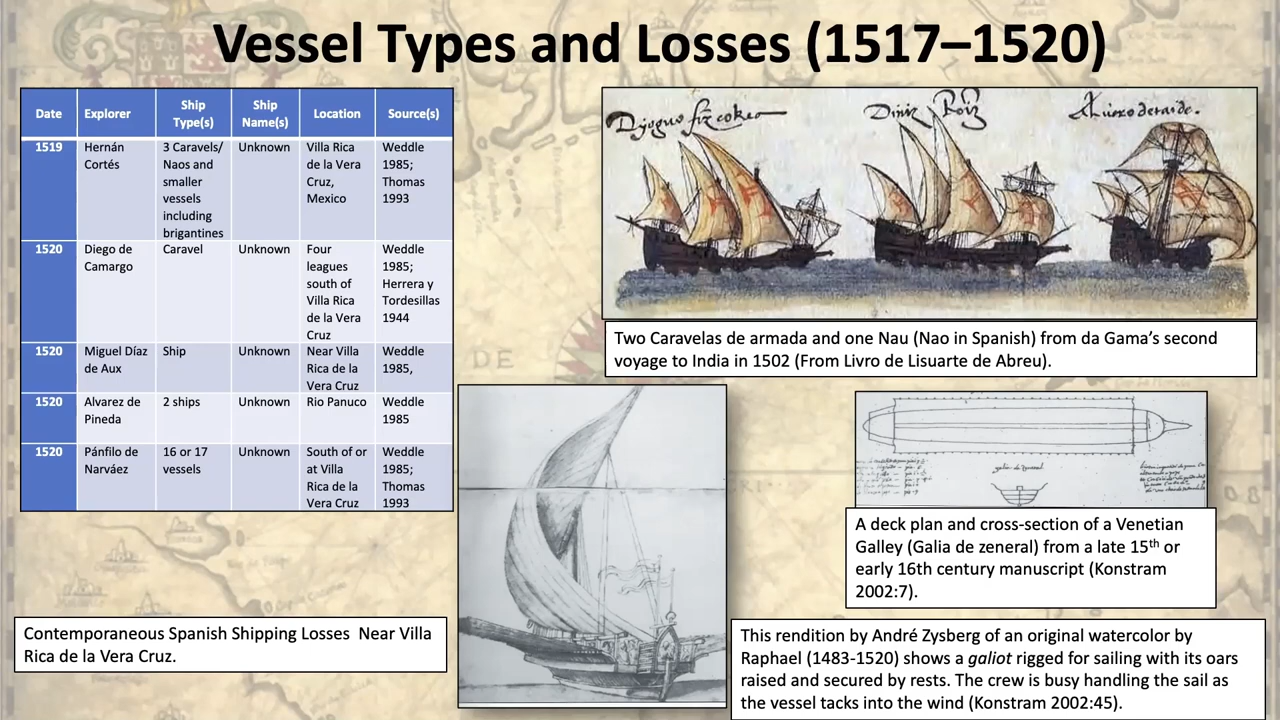 Vessel Types and Losses (1517–1520)
Date Explorer Ship Type(s) Ship Name(s) Location Source(s)
1519 Hernán Cortés 3 Caravels/ Naos and smaller vessels including brigantines Unknown Villa Rica de la Vera Cruz, Mexico Weddle 1985; Thomas 1993
1520 Diego de Camargo Caravel Unknown Four leagues south of Villa Rica de la Vera Cruz Weddle 1985; Herrera y Tordesillas 1944
1520 Miguel Díaz de Aux Ship Unknown Near Villa Rica de la Vera Cruz Weddle 1985,
1520 Alvarez de Pineda 2 ships Unknown Rio Panuco Weddle 1985
1520 Pánfilo de Narváez 16 or 17 vessels Unknown South of or at Villa Rica de la Vera Cruz Weddle 1985; Thomas 1993
Contemporaneous Spanish Shipping Losses Near Villa
Rica de la Vera Cruz.
Two Caravelas de armada and one Nau (Nao in Spanish) from da Gama's second
voyage to India in 1502 (From Livro de Lisuarte de Abreu).
DE
A deck plan and cross-section of a Venetian
Galley (Galia de zeneral) from a late 15th or
early 16th century manuscript (Konstram
2002:7).
This rendition by André Zysberg of an original watercolor by
Raphael (1483-1520) shows a galiot rigged for sailing with its oars
raised and secured by rests. The crew is busy handling the sail as
the vessel tacks into the wind (Konstram 2002:45).